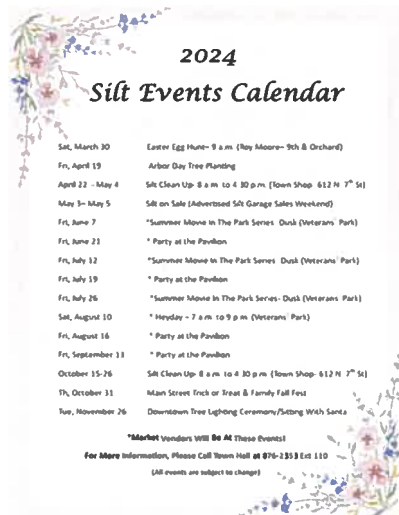 2024
Silt Events Calendar
Sat, March 30 Easter Egg Hunt– 9 a.m. (Roy Moore– 9th & Orchard)
Fri, April 19 Arbor Day Tree Planting
April 22 - May 4 Silt Clean Up- 8 a.m. to 4:30 p.m. (Town Shop- 612 N. 7th St)
May 3– May 5 Silt on Sale (Advertised Silt Garage Sales Weekend)
Fri, June 7 *Summer Movie In The Park Series- Dusk (Veterans' Park)
Fri, June 21 * Party at the Pavilion
Fri, July 12 *Summer Movie In The Park Series- Dusk (Veterans' Park)
Fri, July 19 * Party at the Pavilion
Fri, July 26 *Summer Movie In The Park Series- Dusk (Veterans' Park)
Sat, August 10 * Heyday – 7 a.m. to 9 p.m. (Veterans' Park)
Fri, August 16 * Party at the Pavilion
Fri, September 13 * Party at the Pavilion
October 15-26 Silt Clean Up- 8 a.m. to 4:30 p.m. (Town Shop- 612 N. 7th St)
Th, October 31 Main Street Trick or Treat & Family Fall Fest
Tue, November 26 Downtown Tree Lighting Ceremony/Sitting With Santa
*Market Vendors Will Be At These Events!
For More Information, Please Call Town Hall at 876-2353 Ext 110
(All events are subject to change)